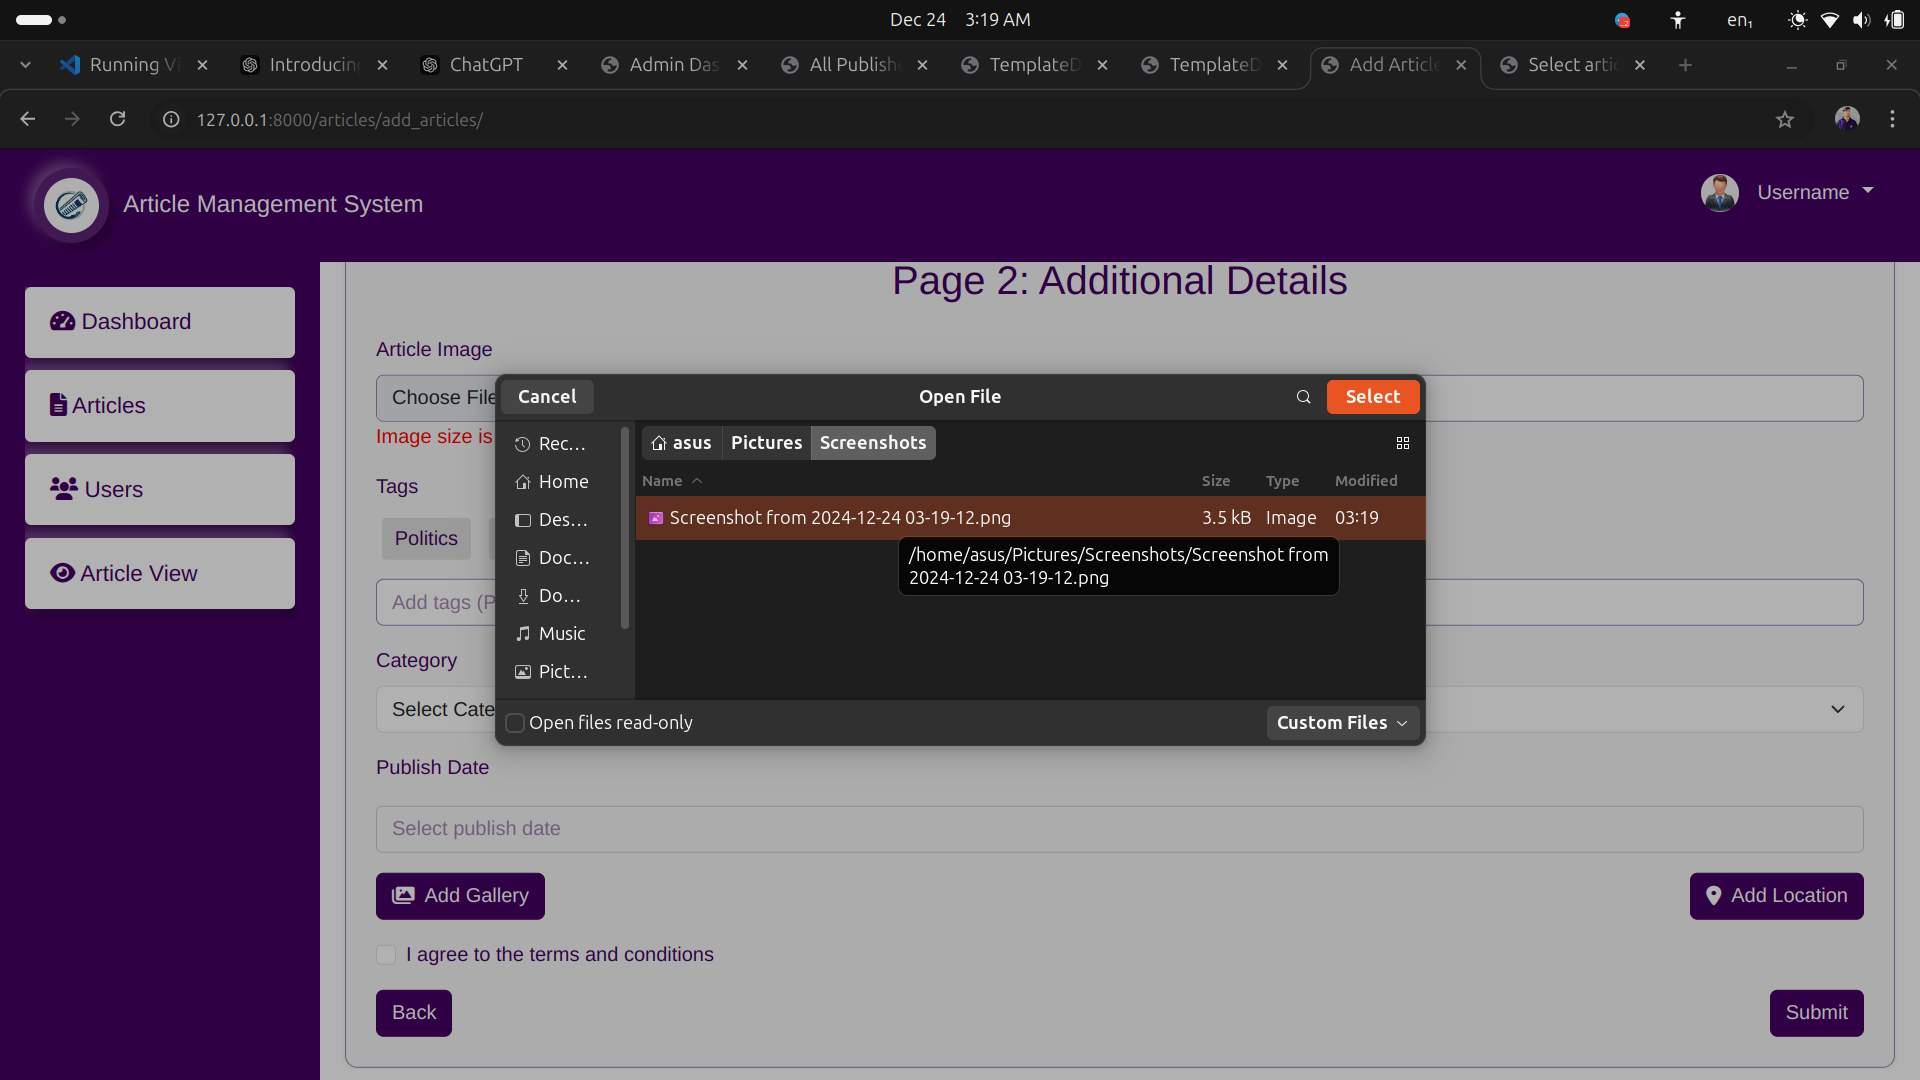 Dec 24 3:19 AM
en₁
Running Vi
Introducing
ChatGPT
Admin Das
All Publish
TemplateD
TemplateD
Add Article
Select artic
127.0.0.1:8000/articles/add_articles/
Article Management System
Username
Dashboard
Articles
Users
Article View
Page 2: Additional Details
Article Image
Choose File
Image size is
Tags
Politics
Add tags (P
Category
Select Cate
Publish Date
Select publish date
Add Gallery
Add Location
I agree to the terms and conditions
Back
Submit
Cancel
Open File
Select
Rec...
Home
Des...
Doc...
Do...
Music
Pict...
asus Pictures Screenshots
Name Size Type Modified
Screenshot from 2024-12-24 03-19-12.png 3.5 kB Image 03:19
/home/asus/Pictures/Screenshots/Screenshot from
2024-12-24 03-19-12.png
Open files read-only
Custom Files